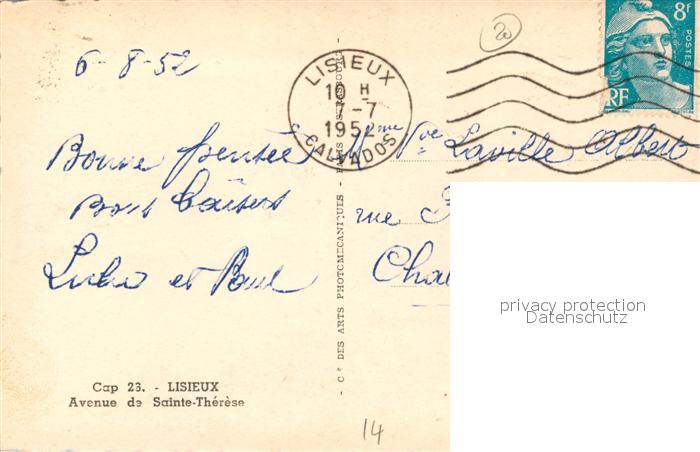 6-8-52
Bonne pensée
Bons baisers
et Paul
Cap 23. - LISIEUX
Avenue de Sainte-Thérèse
14
Cie DES ARTS PHOTOMECANIQUES
20
LISIEUX
10 H
7-7
1952
CALVADOS
8f
POSTES
RF
Mme Vve Laville Albert
rue
privacy protection
Datenschutz